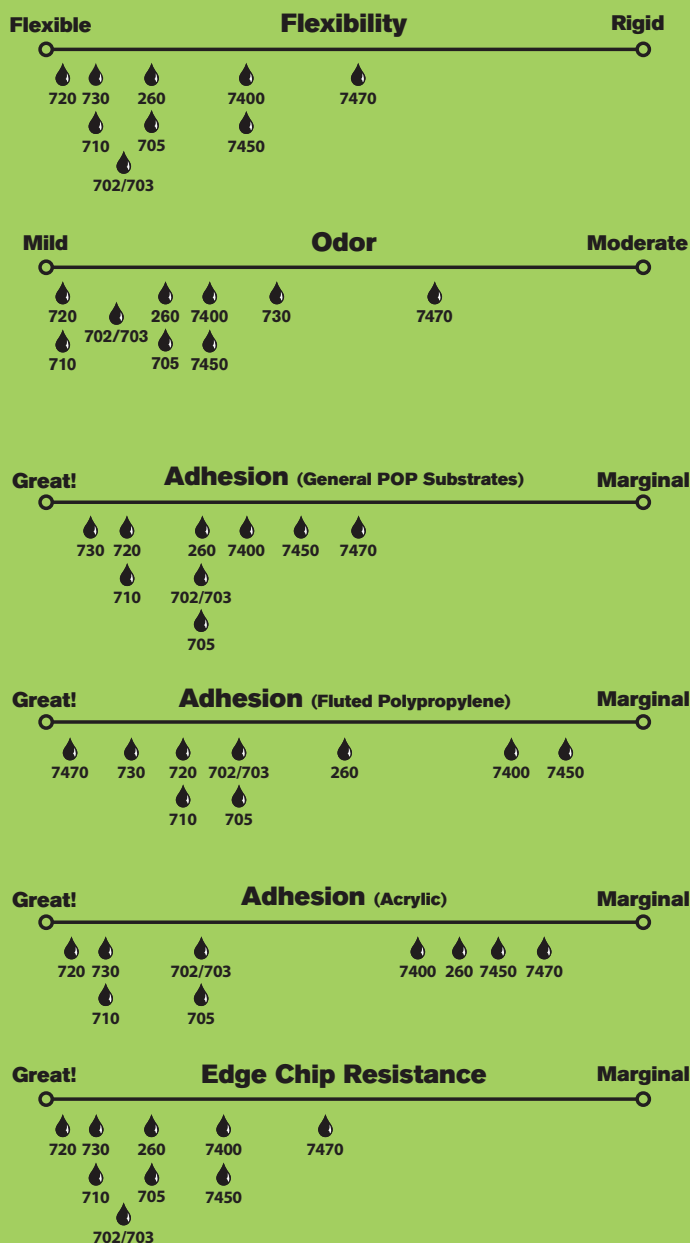 Flexible Flexibility Rigid
720 730 260 7400 7470
710 705 7450
702/703
Mild Odor Moderate
720 702/703 260 7400 730 7470
710 705 7450
Great! Adhesion (General POP Substrates) Marginal
730 720 260 7400 7450 7470
710 702/703
705
Great! Adhesion (Fluted Polypropylene) Marginal
7470 730 720 702/703 260 7400 7450
710 705
Great! Adhesion (Acrylic) Marginal
720 730 702/703 7400 260 7450 7470
710 705
Great! Edge Chip Resistance Marginal
720 730 260 7400 7470
710 705 7450
702/703